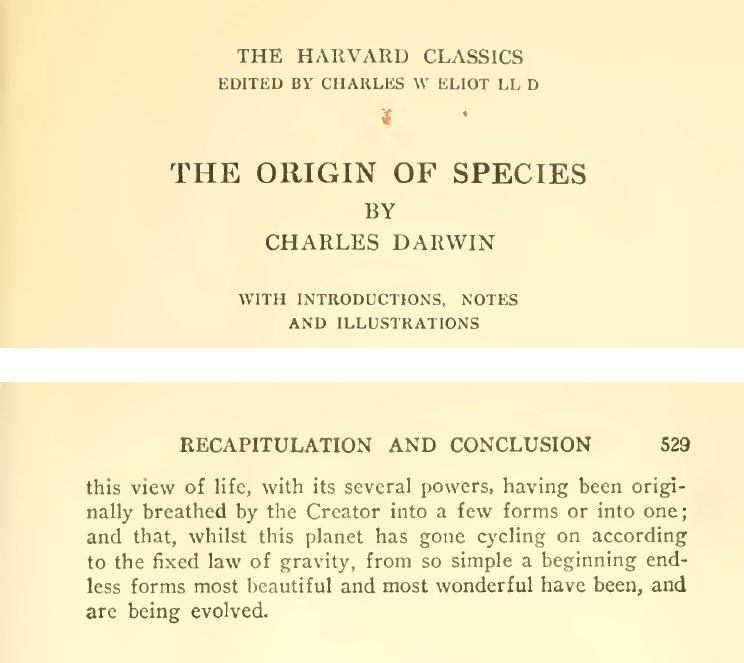 THE HARVARD CLASSICS
EDITED BY CHARLES W ELIOT LL D
THE ORIGIN OF SPECIES
BY
CHARLES DARWIN
WITH INTRODUCTIONS, NOTES
AND ILLUSTRATIONS
RECAPITULATION AND CONCLUSION 529
this view of life, with its several powers, having been origi-
nally breathed by the Creator into a few forms or into one;
and that, whilst this planet has gone cycling on according
to the fixed law of gravity, from so simple a beginning end-
less forms most beautiful and most wonderful have been, and
are being evolved.